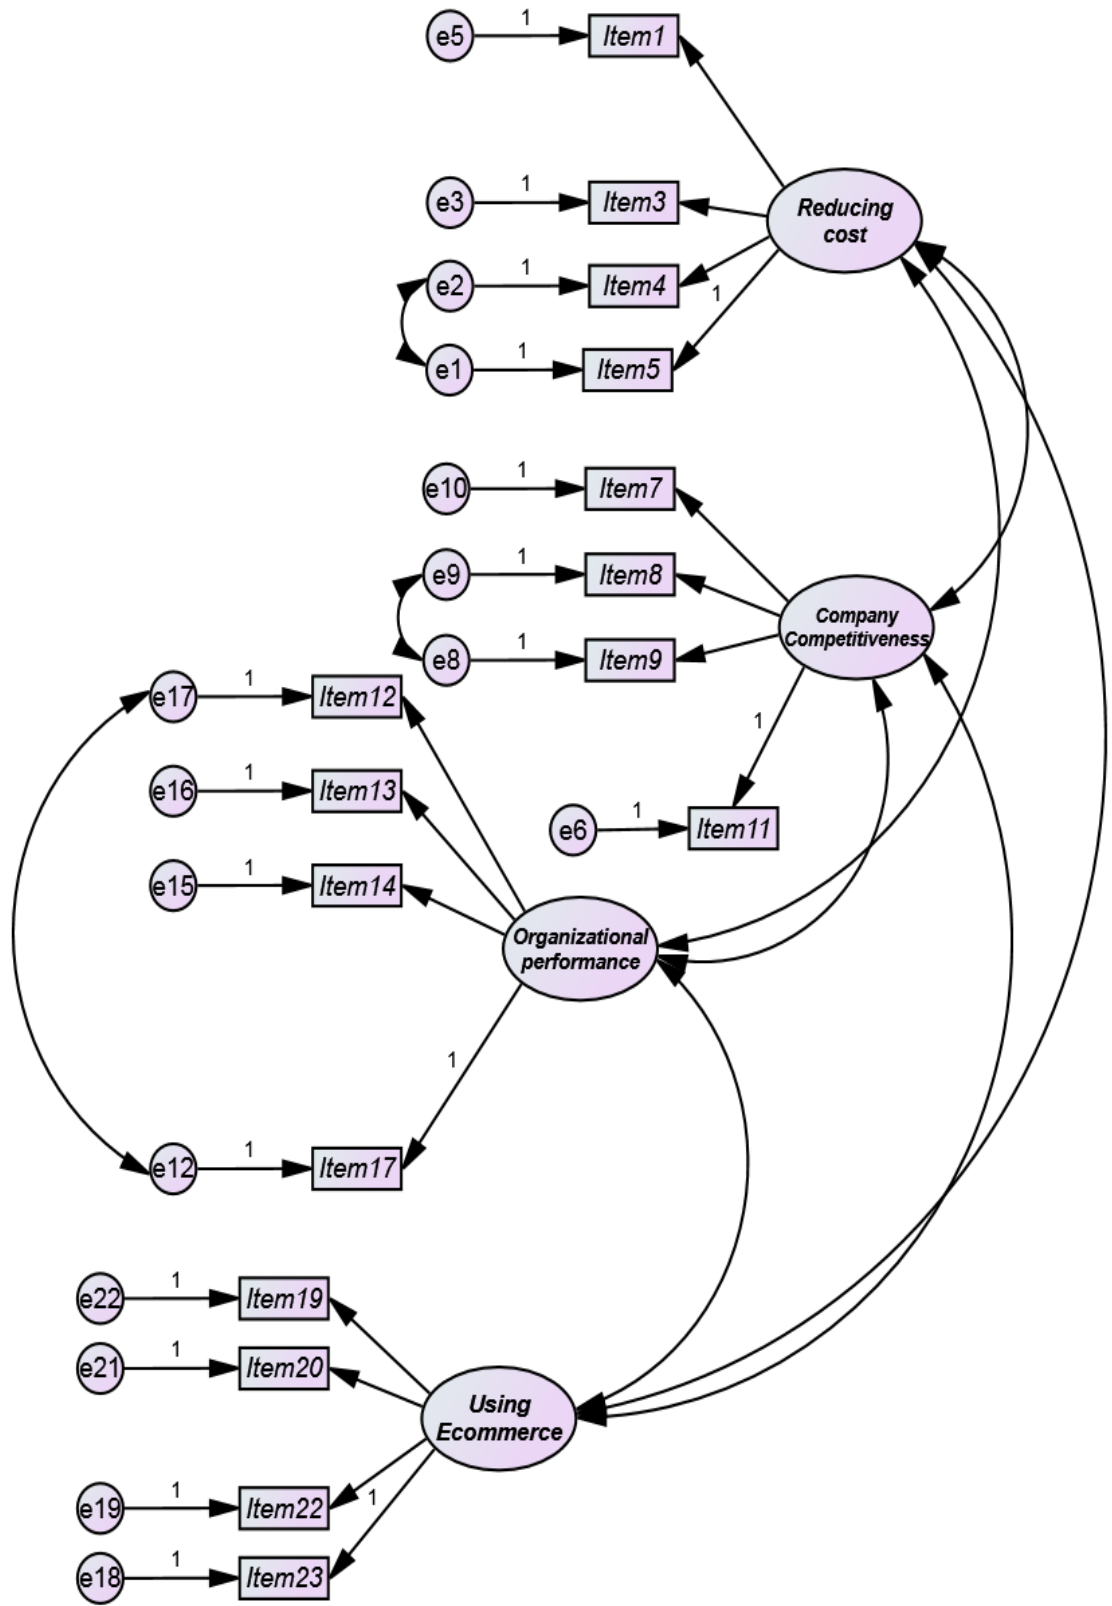 e5 1 Item1
e3 1 Item3
Reducing
cost
e2 1 Item4
1
e1 1 Item5
e10 1 Item7
e9 1 Item8
Company
Competitiveness
e8 1 Item9
e17 1 Item12
1
e16 1 Item13
e6 1 Item11
e15 1 Item14
Organizational
performance
1
e12 1 Item17
e22 1 Item19
e21 1 Item20
Using
Ecommerce
e19 1 Item22
1
e18 1 Item23